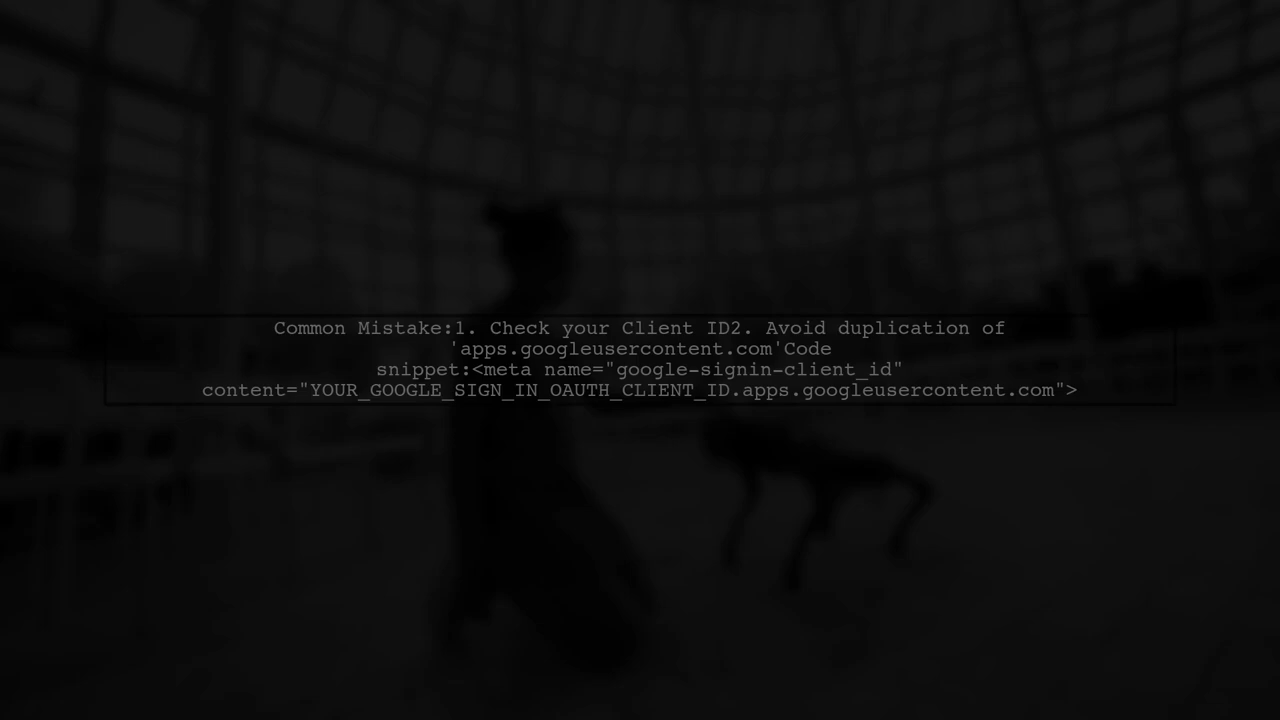 Common Mistake:1. Check your Client ID2. Avoid duplication of
'apps.googleusercontent.com'Code
snippet:<meta name="google-signin-client_id"
content="YOUR_GOOGLE_SIGN_IN_OAUTH_CLIENT_ID.apps.googleusercontent.com">